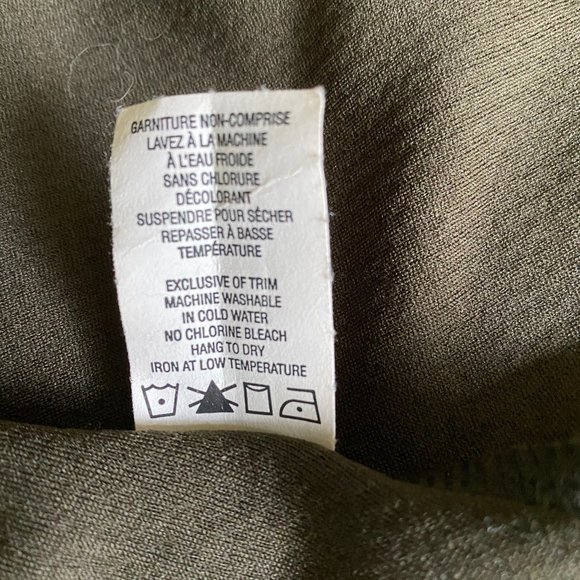 GARNITURE NON-COMPRISE
LAVEZ À LA MACHINE
À L'EAU FROIDE
SANS CHLORURE
DÉCOLORANT
SUSPENDRE POUR SÉCHER
REPASSER À BASSE
TEMPÉRATURE
EXCLUSIVE OF TRIM
MACHINE WASHABLE
IN COLD WATER
NO CHLORINE BLEACH
HANG TO DRY
IRON AT LOW TEMPERATURE